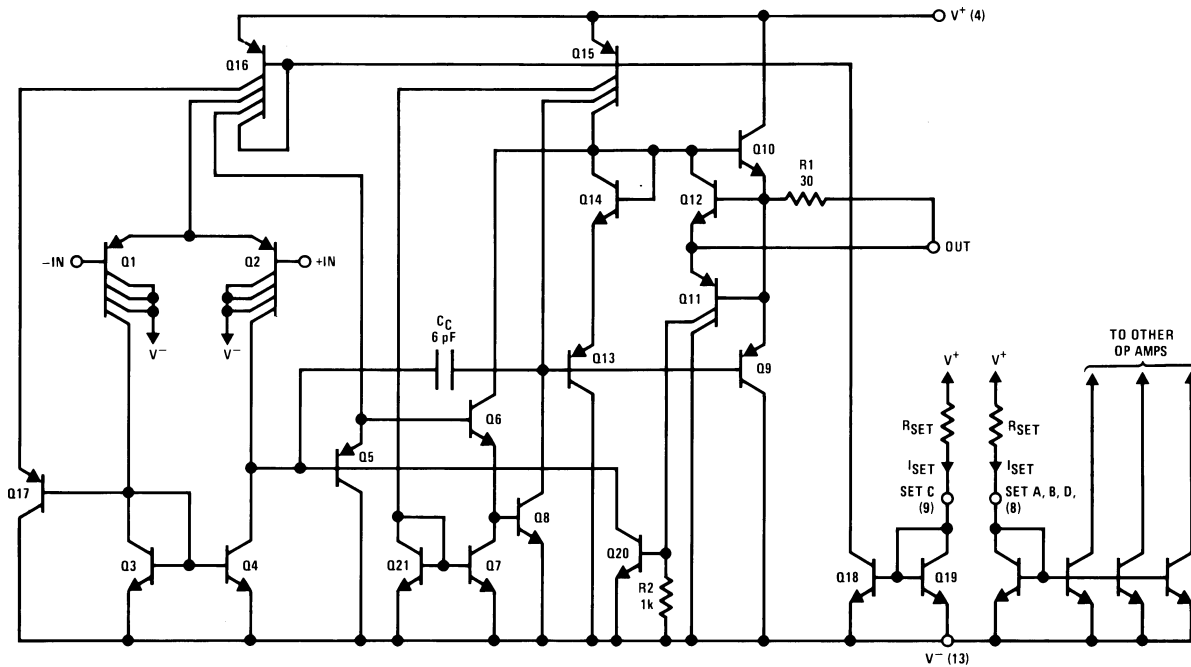 V+ (4)
Q16
Q15
Q10
R1
30
Q14
Q12
-IN
Q1
Q2
+IN
OUT
Q11
V-
V-
CC
6 pF
Q13
Q9
TO OTHER
OP AMPS
V+
V+
RSET
RSET
ISET
ISET
SET C
(9)
SET A, B, D,
(8)
Q6
Q5
Q17
Q8
Q3
Q4
Q21
Q7
Q20
R2
1k
Q18
Q19
V- (13)